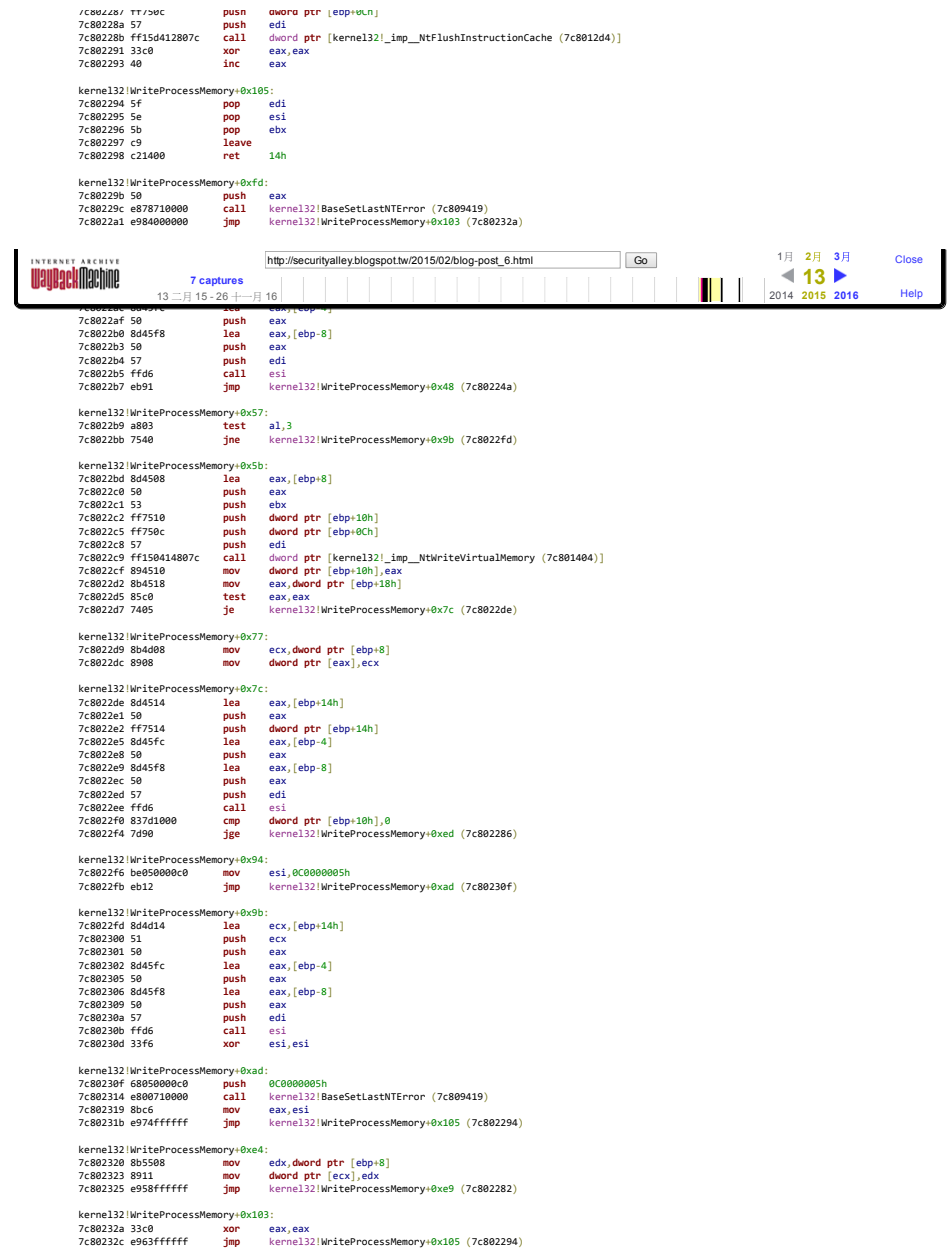 7c802287 ff750c push dword ptr [ebp+0Ch]
7c80228a 57 push edi
7c80228b ff15d412807c call dword ptr [kernel32!_imp__NtFlushInstructionCache (7c8012d4)]
7c802291 33c0 xor eax,eax
7c802293 40 inc eax
kernel32!WriteProcessMemory+0x105:
7c802294 5f pop edi
7c802295 5e pop esi
7c802296 5b pop ebx
7c802297 c9 leave
7c802298 c21400 ret 14h
kernel32!WriteProcessMemory+0xfd:
7c80229b 50 push eax
7c80229c e878710000 call kernel32!BaseSetLastNTError (7c809419)
7c8022a1 e984000000 jmp kernel32!WriteProcessMemory+0x103 (7c80232a)
INTERNET ARCHIVE
WayBackMachine
http://securityalley.blogspot.tw/2015/02/blog-post_6.html Go
7 captures
13 二月 15 - 26 十一月 16
1月 2月 3月
13
2014 2015 2016
Close
Help
7c8022af 50 push eax
7c8022b0 8d45f8 lea eax,[ebp-8]
7c8022b3 50 push eax
7c8022b4 57 push edi
7c8022b5 ffd6 call esi
7c8022b7 eb91 jmp kernel32!WriteProcessMemory+0x48 (7c80224a)
kernel32!WriteProcessMemory+0x57:
7c8022b9 a803 test al,3
7c8022bb 7540 jne kernel32!WriteProcessMemory+0x9b (7c8022fd)
kernel32!WriteProcessMemory+0x5b:
7c8022bd 8d4508 lea eax,[ebp+8]
7c8022c0 50 push eax
7c8022c1 53 push ebx
7c8022c2 ff7510 push dword ptr [ebp+10h]
7c8022c5 ff750c push dword ptr [ebp+0Ch]
7c8022c8 57 push edi
7c8022c9 ff150414807c call dword ptr [kernel32!_imp__NtWriteVirtualMemory (7c801404)]
7c8022cf 894510 mov dword ptr [ebp+10h],eax
7c8022d2 8b4518 mov eax,dword ptr [ebp+18h]
7c8022d5 85c0 test eax,eax
7c8022d7 7405 je kernel32!WriteProcessMemory+0x7c (7c8022de)
kernel32!WriteProcessMemory+0x77:
7c8022d9 8b4d08 mov ecx,dword ptr [ebp+8]
7c8022dc 8908 mov dword ptr [eax],ecx
kernel32!WriteProcessMemory+0x7c:
7c8022de 8d4514 lea eax,[ebp+14h]
7c8022e1 50 push eax
7c8022e2 ff7514 push dword ptr [ebp+14h]
7c8022e5 8d45fc lea eax,[ebp-4]
7c8022e8 50 push eax
7c8022e9 8d45f8 lea eax,[ebp-8]
7c8022ec 50 push eax
7c8022ed 57 push edi
7c8022ee ffd6 call esi
7c8022f0 837d1000 cmp dword ptr [ebp+10h],0
7c8022f4 7d90 jge kernel32!WriteProcessMemory+0xed (7c802286)
kernel32!WriteProcessMemory+0x94:
7c8022f6 be050000c0 mov esi,0C0000005h
7c8022fb eb12 jmp kernel32!WriteProcessMemory+0xad (7c80230f)
kernel32!WriteProcessMemory+0x9b:
7c8022fd 8d4d14 lea ecx,[ebp+14h]
7c802300 51 push ecx
7c802301 50 push eax
7c802302 8d45fc lea eax,[ebp-4]
7c802305 50 push eax
7c802306 8d45f8 lea eax,[ebp-8]
7c802309 50 push eax
7c80230a 57 push edi
7c80230b ffd6 call esi
7c80230d 33f6 xor esi,esi
kernel32!WriteProcessMemory+0xad:
7c80230f 68050000c0 push 0C0000005h
7c802314 e800710000 call kernel32!BaseSetLastNTError (7c809419)
7c802319 8bc6 mov eax,esi
7c80231b e974ffffff jmp kernel32!WriteProcessMemory+0x105 (7c802294)
kernel32!WriteProcessMemory+0xe4:
7c802320 8b5508 mov edx,dword ptr [ebp+8]
7c802323 8911 mov dword ptr [ecx],edx
7c802325 e958ffffff jmp kernel32!WriteProcessMemory+0xe9 (7c802282)
kernel32!WriteProcessMemory+0x103:
7c80232a 33c0 xor eax,eax
7c80232c e963ffffff jmp kernel32!WriteProcessMemory+0x105 (7c802294)